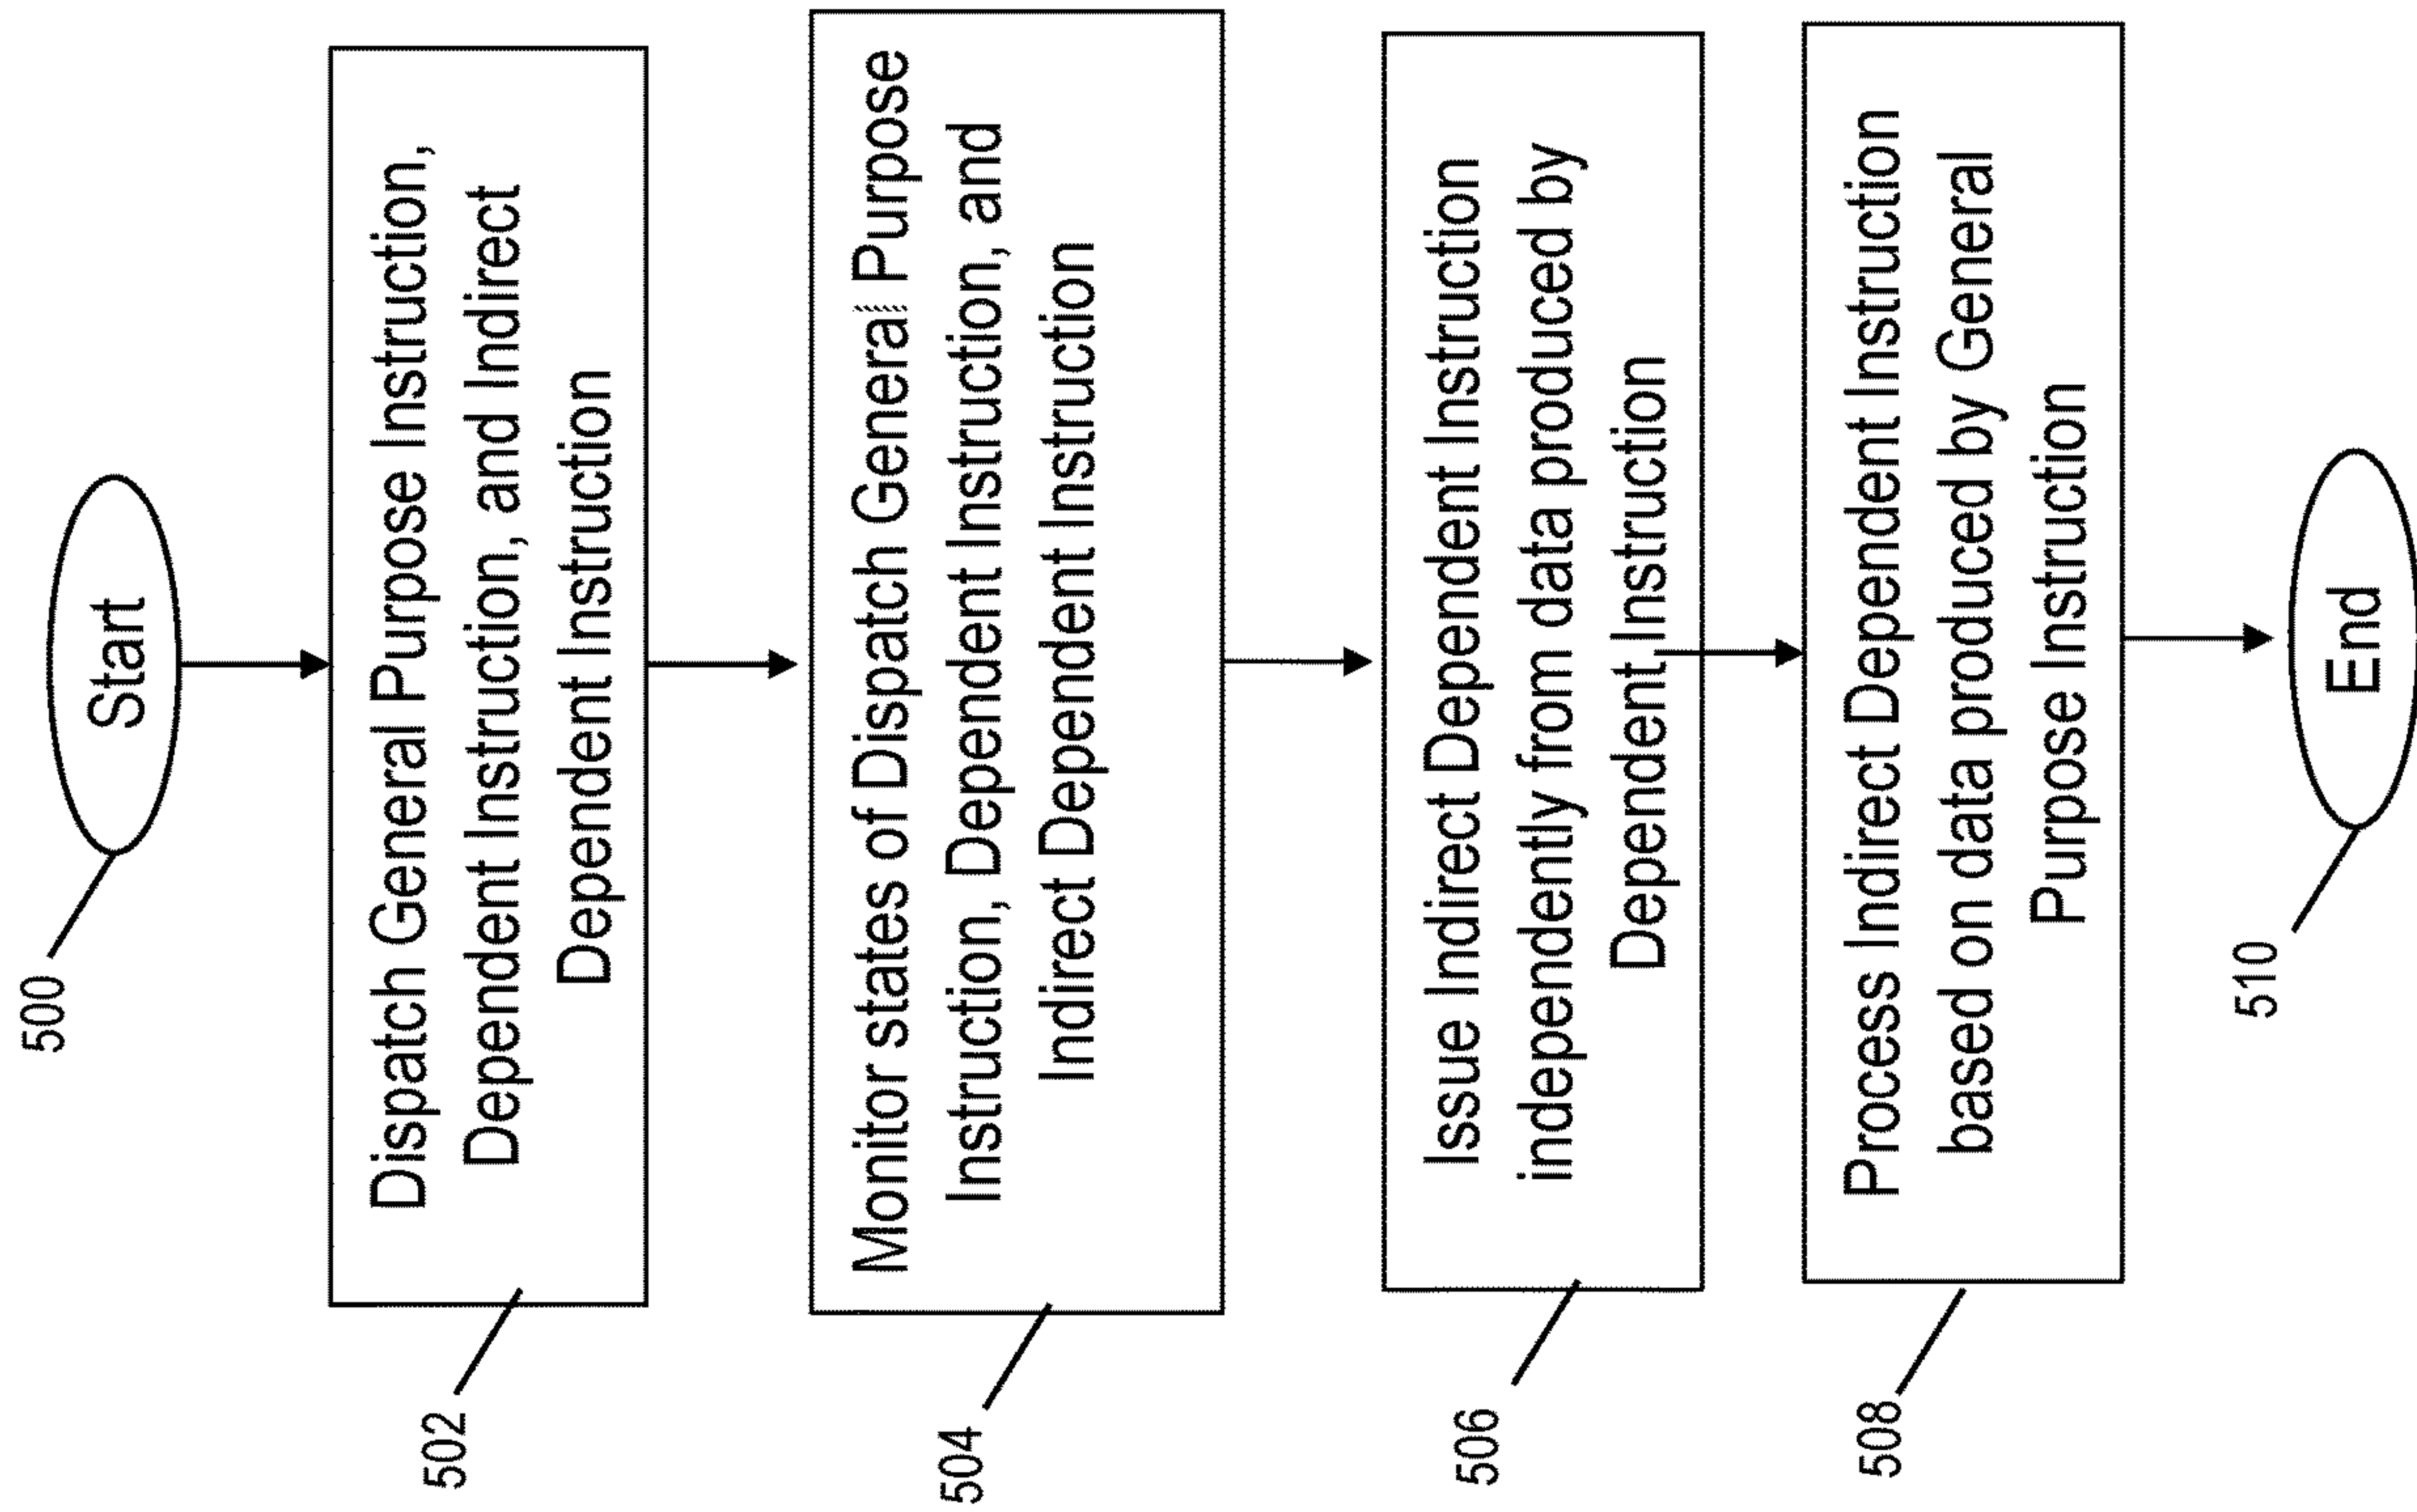 500
Start
502
Dispatch General Purpose Instruction,
Dependent Instruction, and Indirect
Dependent Instruction
504
Monitor states of Dispatch General Purpose
Instruction, Dependent Instruction, and
Indirect Dependent Instruction
506
Issue Indirect Dependent Instruction
independently from data produced by
Dependent Instruction
508
Process Indirect Dependent Instruction
based on data produced by General
Purpose Instruction
510
End